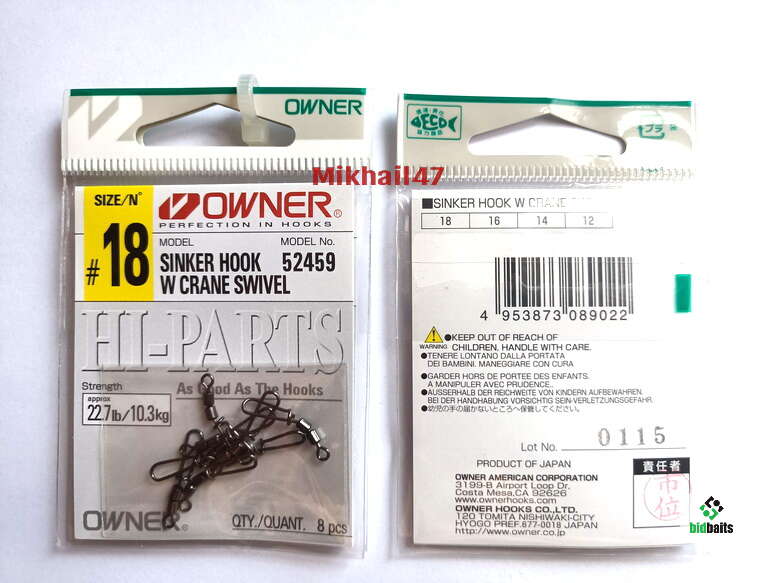 OWNER
Mikhail47
SIZE/N°
#18
OWNER®
PERFECTION IN HOOKS
MODEL MODEL No.
SINKER HOOK 52459
W CRANE SWIVEL
HI-PARTS
As Good As The Hooks
Strength
approx
22.7lb/10.3kg
OWNER®
QTY./QUANT. 8 pcs
ECO
プラ
■SINKER HOOK W CRANE
18 16 14 12
4 953873 089022
WARNING
●KEEP OUT OF REACH OF
CHILDREN. HANDLE WITH CARE.
●TENERE LONTANO DALLA PORTATA
DEI BAMBINI. MANEGGIARE CON CURA
●GARDER HORS DE PORTEE DES ENFANTS.
A MANIPULER AVEC PRUDENCE.
●AUSSERHALB DER REICHWEITE VON KINDERN AUFBEWAHREN.
BEI DER HANDHABUNG VORSICHTIG SEIN-VERLETZUNGSGEFAHR.
●幼児の手の届かないところへ保管してください。
Lot No. 0115
PRODUCT OF JAPAN
OWNER AMERICAN CORPORATION
3199-B Airport Loop Dr.
Costa Mesa,CA 92626
www.ownerhooks.com
OWNER HOOKS CO.,LTD.
120 TOMITA NISHIWAKI-CITY
HYOGO PREF.677-0018 JAPAN
http://www.owner.co.jp
責任者
市位
bidbaits